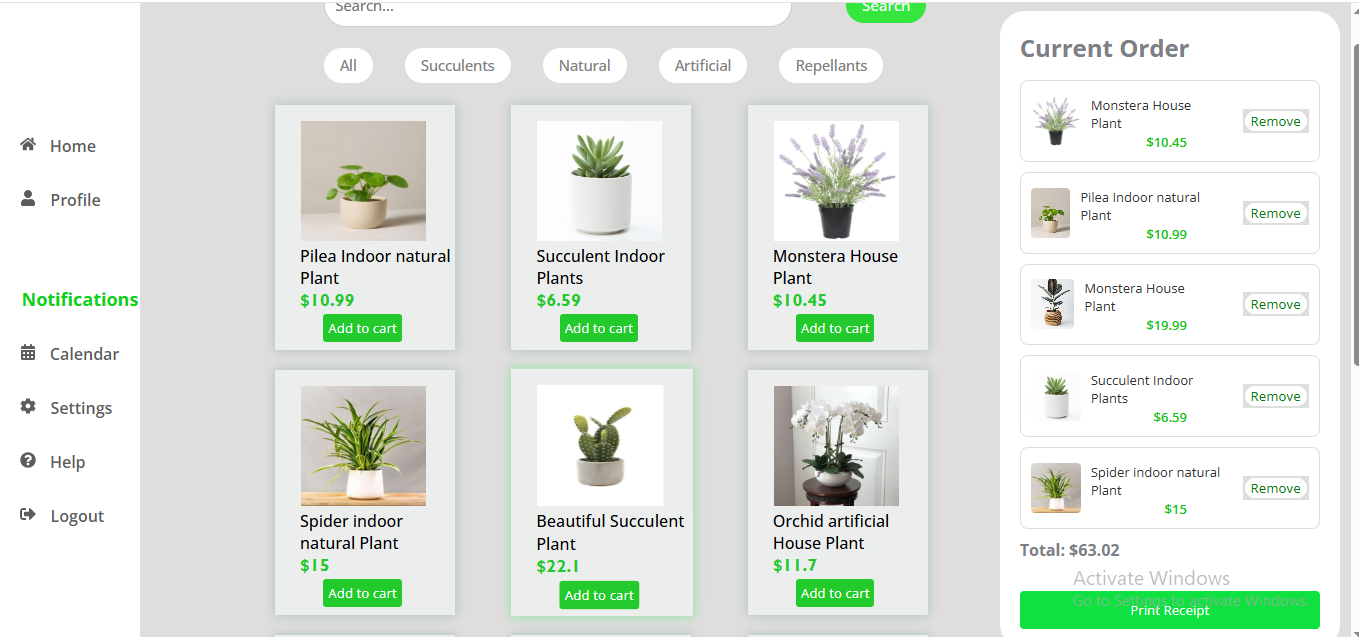 Search...
Search
All
Succulents
Natural
Artificial
Repellants
Home
Profile
Notifications
Calendar
Settings
Help
Logout
Pilea Indoor natural
Plant
$10.99
Add to cart
Succulent Indoor
Plants
$6.59
Add to cart
Monstera House
Plant
$10.45
Add to cart
Spider indoor
natural Plant
$15
Add to cart
Beautiful Succulent
Plant
$22.1
Add to cart
Orchid artificial
House Plant
$11.7
Add to cart
Current Order
Monstera House
Plant
$10.45
Remove
Pilea Indoor natural
Plant
$10.99
Remove
Monstera House
Plant
$19.99
Remove
Succulent Indoor
Plants
$6.59
Remove
Spider indoor natural
Plant
$15
Remove
Total: $63.02
Activate Windows
Go to Settings to activate Windows.
Print Receipt